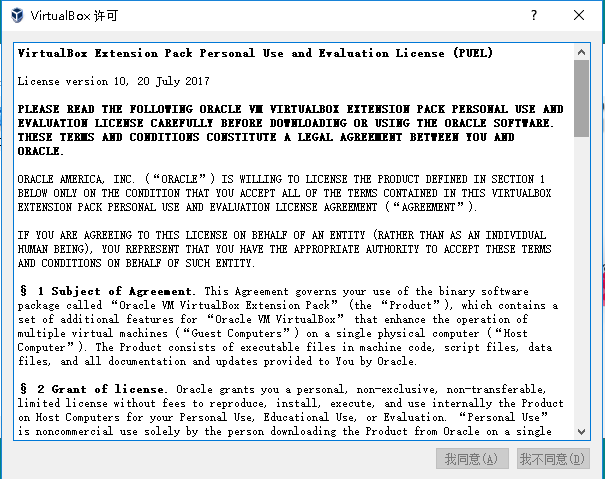 VirtualBox 许可
VirtualBox Extension Pack Personal Use and Evaluation License (PUEL)
License version 10, 20 July 2017
PLEASE READ THE FOLLOWING ORACLE VM VIRTUALBOX EXTENSION PACK PERSONAL USE AND
EVALUATION LICENSE CAREFULLY BEFORE DOWNLOADING OR USING THE ORACLE SOFTWARE.
THESE TERMS AND CONDITIONS CONSTITUTE A LEGAL AGREEMENT BETWEEN YOU AND
ORACLE.
ORACLE AMERICA, INC. (“ORACLE”) IS WILLING TO LICENSE THE PRODUCT DEFINED IN SECTION 1
BELOW ONLY ON THE CONDITION THAT YOU ACCEPT ALL OF THE TERMS CONTAINED IN THIS VIRTUALBOX
EXTENSION PACK PERSONAL USE AND EVALUATION LICENSE AGREEMENT (“AGREEMENT”).
IF YOU ARE AGREEING TO THIS LICENSE ON BEHALF OF AN ENTITY (RATHER THAN AS AN INDIVIDUAL
HUMAN BEING), YOU REPRESENT THAT YOU HAVE THE APPROPRIATE AUTHORITY TO ACCEPT THESE TERMS
AND CONDITIONS ON BEHALF OF SUCH ENTITY.
§ 1 Subject of Agreement. This Agreement governs your use of the binary software
package called “Oracle VM VirtualBox Extension Pack” (the “Product”), which contains a
set of additional features for “Oracle VM VirtualBox” that enhance the operation of
multiple virtual machines (“Guest Computers”) on a single physical computer (“Host
Computer”). The Product consists of executable files in machine code, script files, data
files, and all documentation and updates provided to You by Oracle.
§ 2 Grant of license. Oracle grants you a personal, non-exclusive, non-transferable,
limited license without fees to reproduce, install, execute, and use internally the Product
on Host Computers for your Personal Use, Educational Use, or Evaluation. “Personal Use”
is noncommercial use solely by the person downloading the Product from Oracle on a single
我同意(A) 我不同意(D)